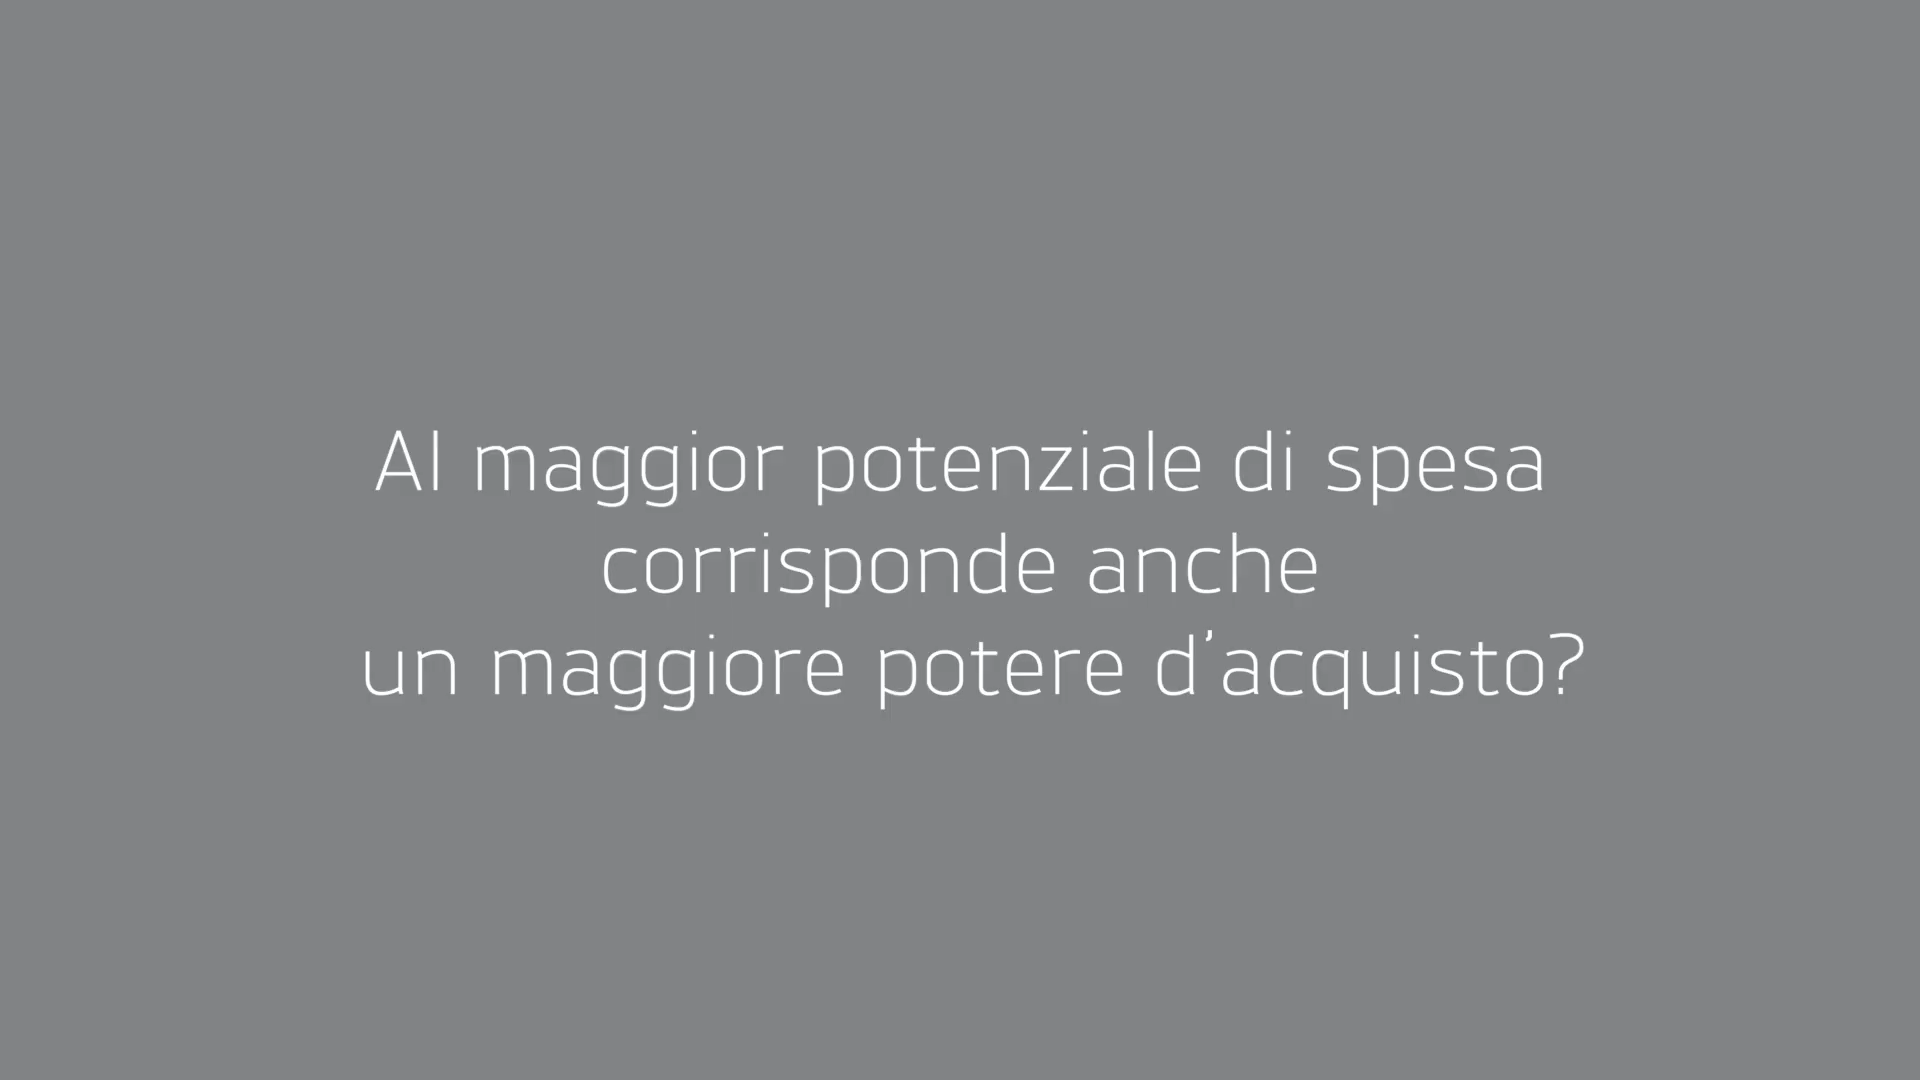 Al maggior potenziale di spesa
corrisponde anche
un maggiore potere d’acquisto?